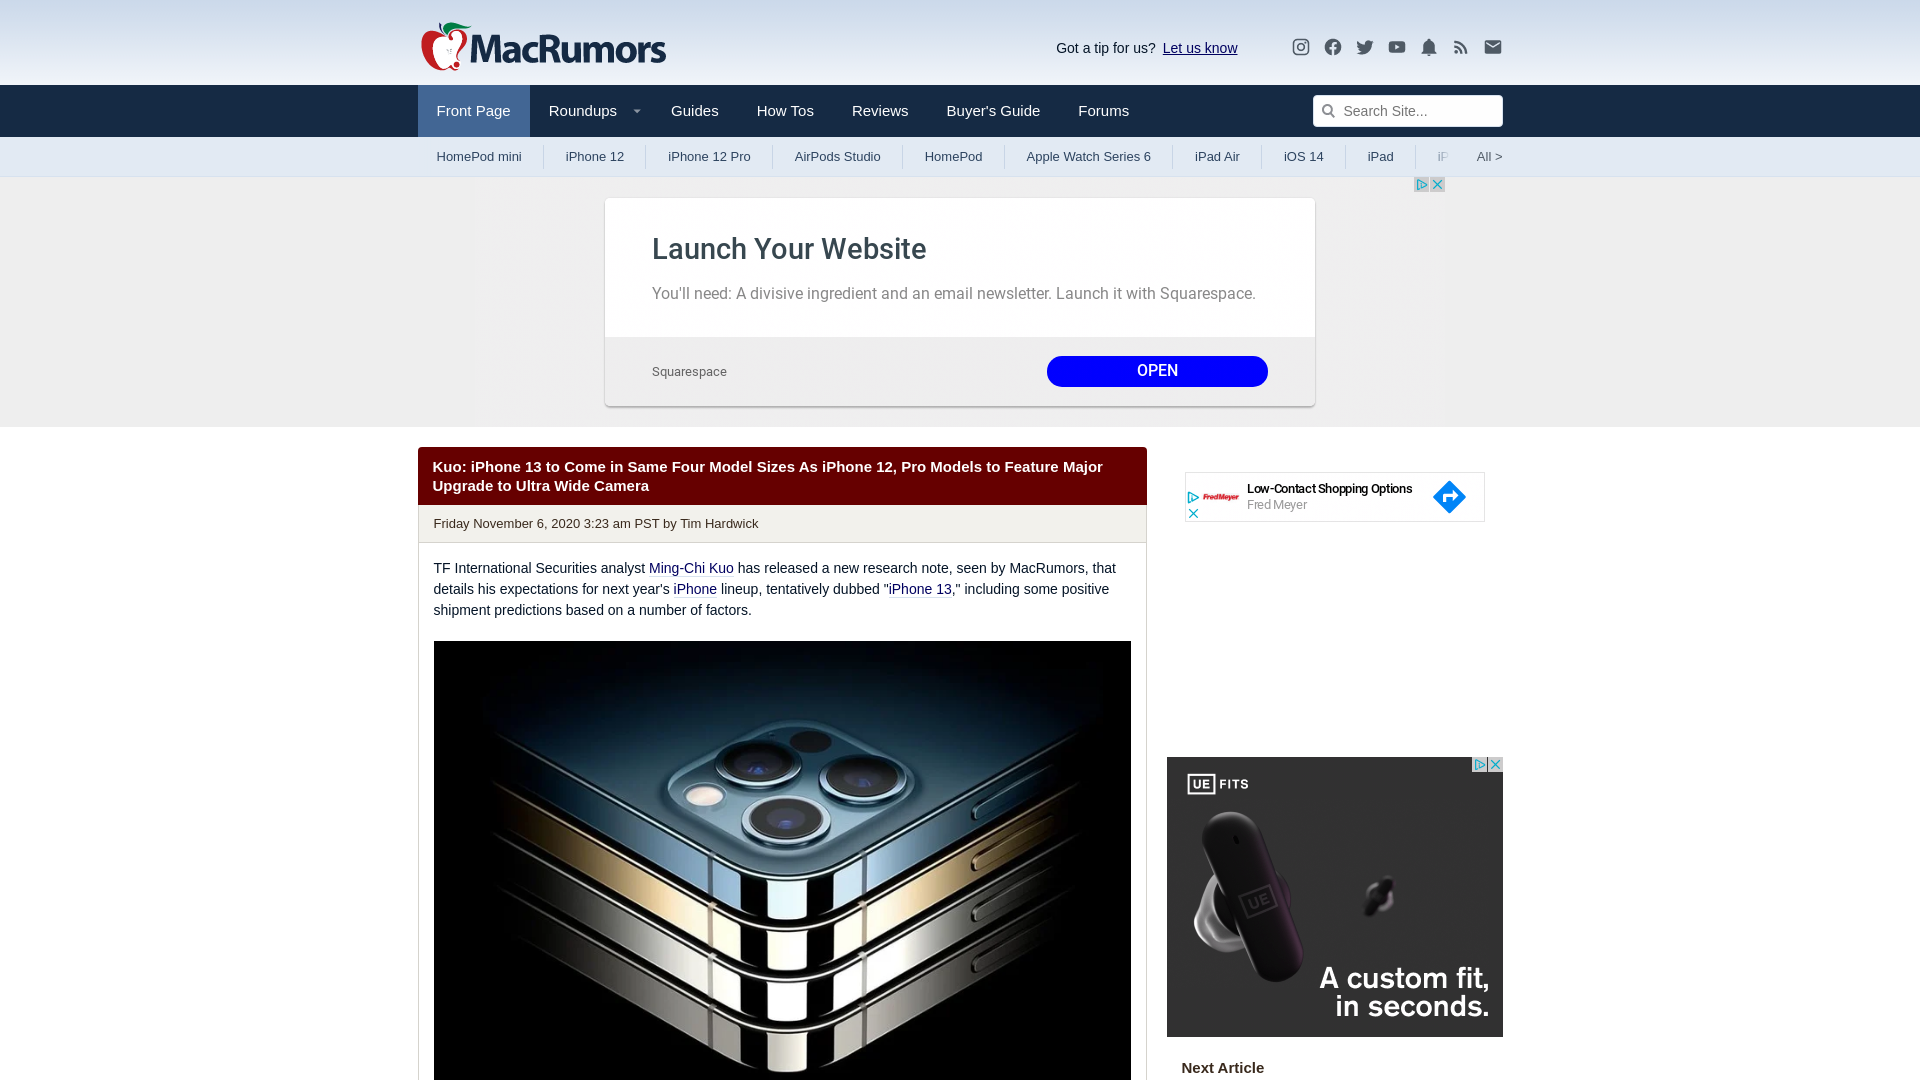 MacRumors
Got a tip for us? Let us know
Front Page
Roundups
Guides
How Tos
Reviews
Buyer's Guide
Forums
Search Site...
HomePod mini
iPhone 12
iPhone 12 Pro
AirPods Studio
HomePod
Apple Watch Series 6
iPad Air
iOS 14
iPad
iP
All >
Launch Your Website
You'll need: A divisive ingredient and an email newsletter. Launch it with Squarespace.
Squarespace
OPEN
Kuo: iPhone 13 to Come in Same Four Model Sizes As iPhone 12, Pro Models to Feature Major
Upgrade to Ultra Wide Camera
Friday November 6, 2020 3:23 am PST by Tim Hardwick
TF International Securities analyst Ming-Chi Kuo has released a new research note, seen by MacRumors, that
details his expectations for next year's iPhone lineup, tentatively dubbed "iPhone 13," including some positive
shipment predictions based on a number of factors.
FredMeyer
Low-Contact Shopping Options
Fred Meyer
UE FITS
UE
A custom fit,
in seconds.
Next Article